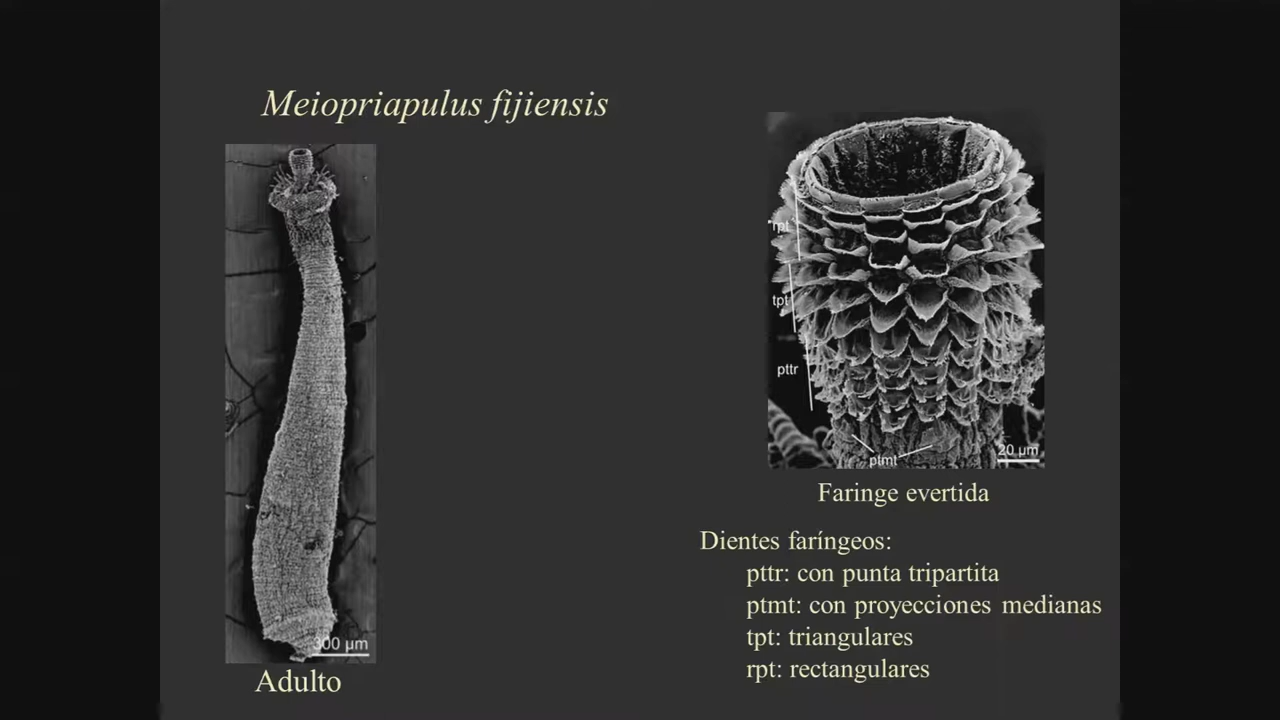 Meiopriapulus fijiensis
rpt
tpt
pttr
ptmt
20 µm
300 µm
Adulto
Faringe evertida
Dientes faríngeos:
pttr: con punta tripartita
ptmt: con proyecciones medianas
tpt: triangulares
rpt: rectangulares